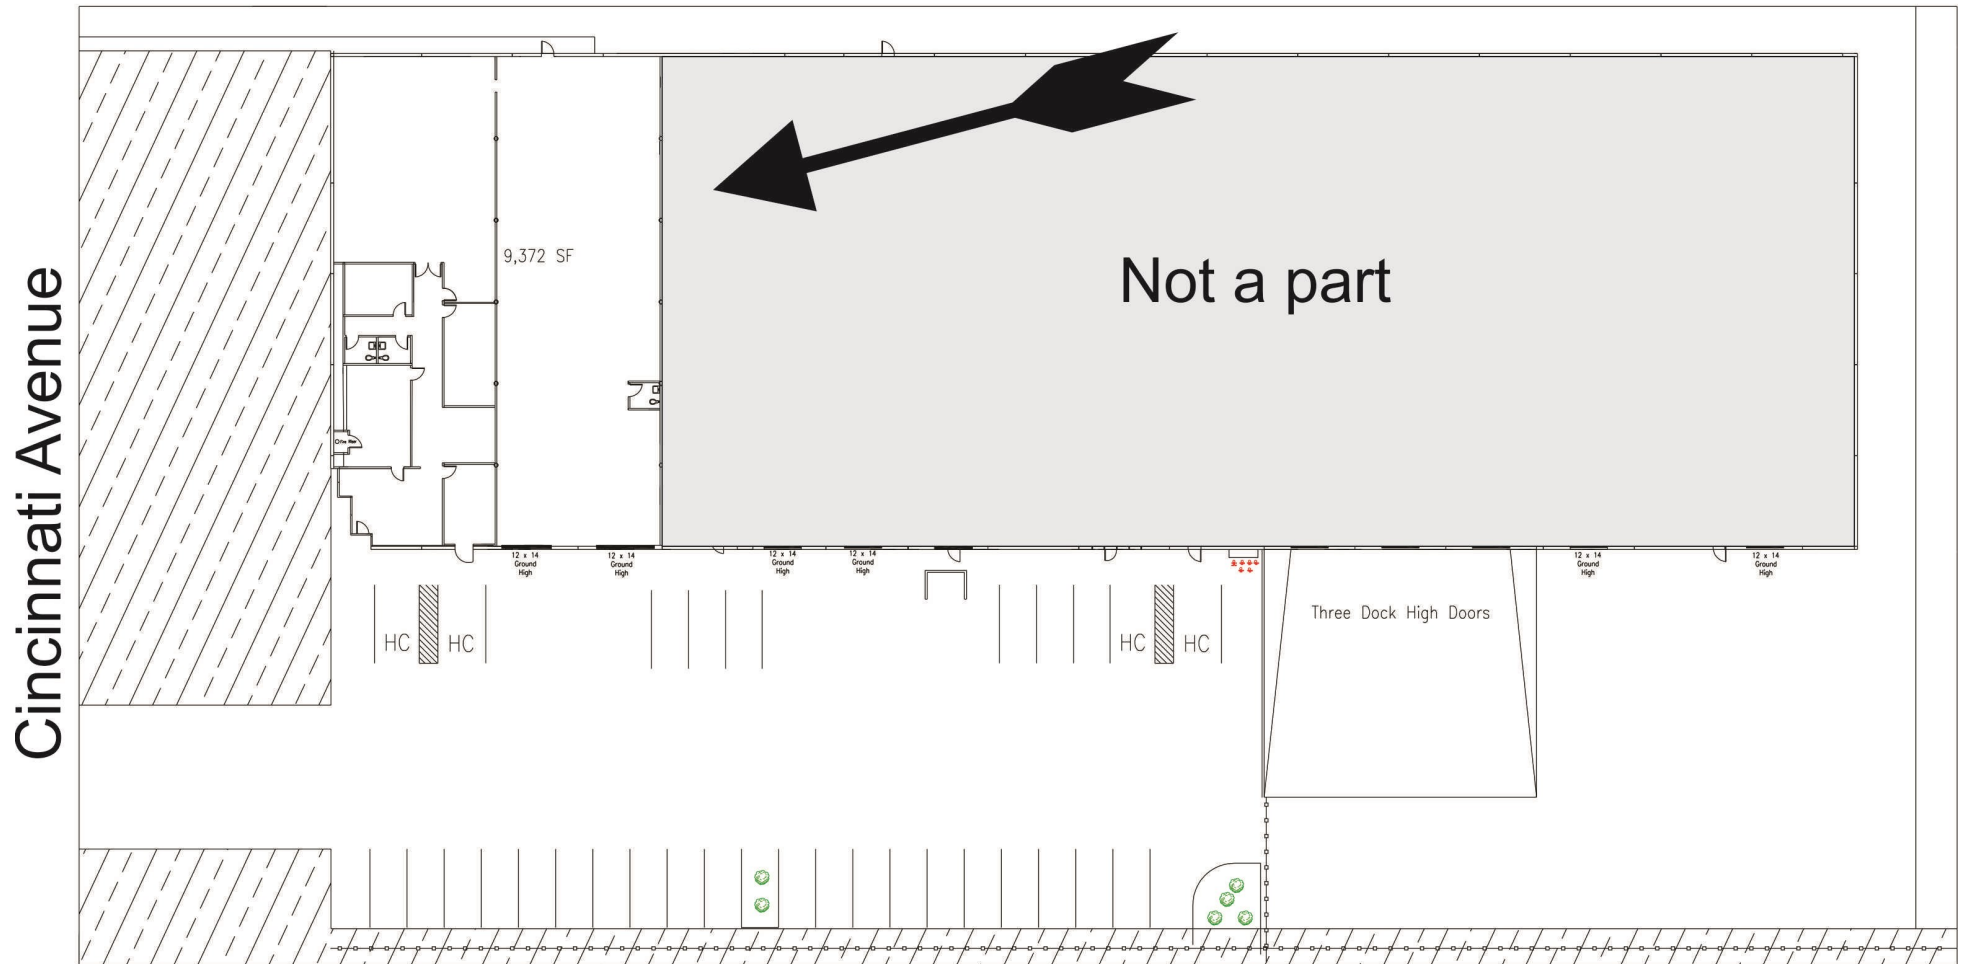 Cincinnati Avenue
9,372 SF
Not a part
12 x 14
Ground
High
12 x 14
Ground
High
12 x 14
Ground
High
12 x 14
Ground
High
12 x 14
Ground
High
12 x 14
Ground
High
Three Dock High Doors
HC
HC
HC
HC